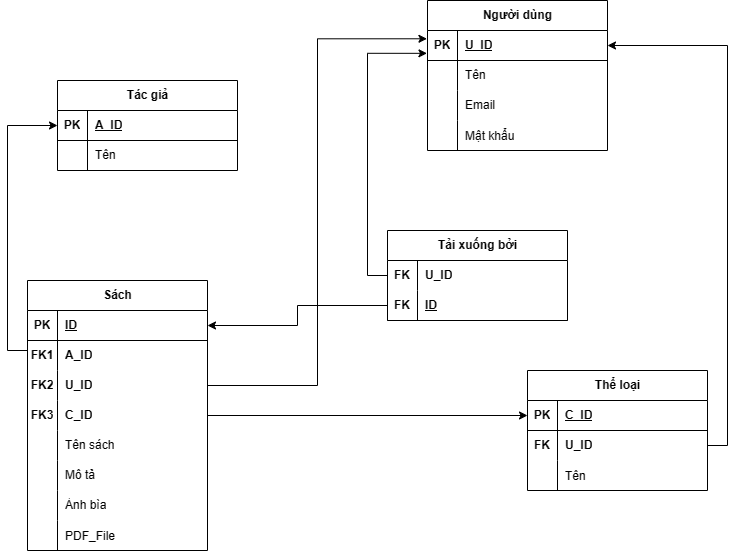 Người dùng
PK U_ID
Tên
Email
Mật khẩu
Tác giả
PK A_ID
Tên
Tải xuống bởi
FK U_ID
FK ID
Sách
PK ID
FK1 A_ID
FK2 U_ID
FK3 C_ID
Tên sách
Mô tả
Ảnh bìa
PDF_File
Thể loại
PK C_ID
FK U_ID
Tên